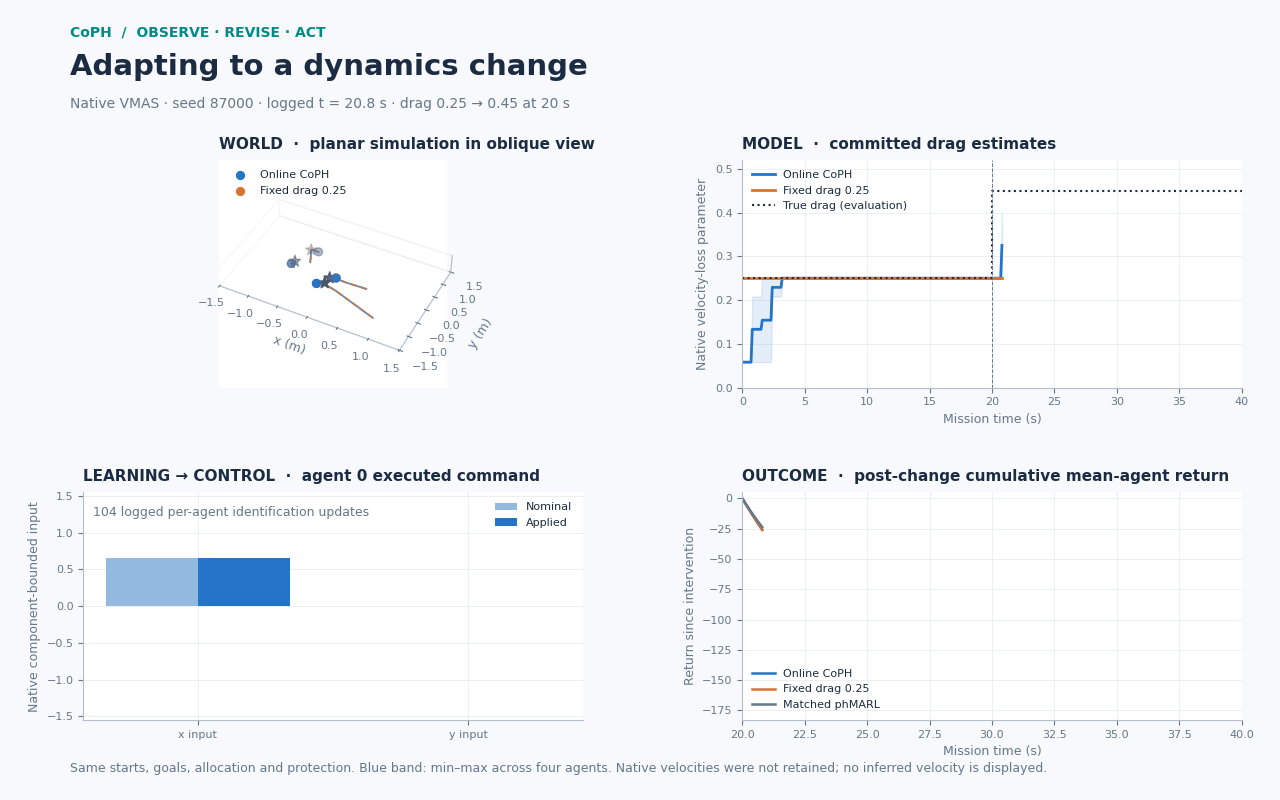 CoPH / OBSERVE · REVISE · ACT
Adapting to a dynamics change
Native VMAS · seed 87000 · logged t = 20.8 s · drag 0.25 → 0.45 at 20 s
WORLD · planar simulation in oblique view
Online CoPH
Fixed drag 0.25
−1.5
−1.0
−0.5
0.0
0.5
1.0
1.5
x (m)
−1.5
−1.0
−0.5
0.0
0.5
1.0
1.5
y (m)
MODEL · committed drag estimates
Native velocity-loss parameter
0.5
0.4
0.3
0.2
0.1
0.0
Online CoPH
Fixed drag 0.25
True drag (evaluation)
0 5 10 15 20 25 30 35 40
Mission time (s)
LEARNING → CONTROL · agent 0 executed command
Native component-bounded input
1.5
1.0
0.5
0.0
−0.5
−1.0
−1.5
104 logged per-agent identification updates
Nominal
Applied
x input y input
OUTCOME · post-change cumulative mean-agent return
Return since intervention
0
−25
−50
−75
−100
−125
−150
−175
Online CoPH
Fixed drag 0.25
Matched phMARL
20.0 22.5 25.0 27.5 30.0 32.5 35.0 37.5 40.0
Mission time (s)
Same starts, goals, allocation and protection. Blue band: min–max across four agents. Native velocities were not retained; no inferred velocity is displayed.